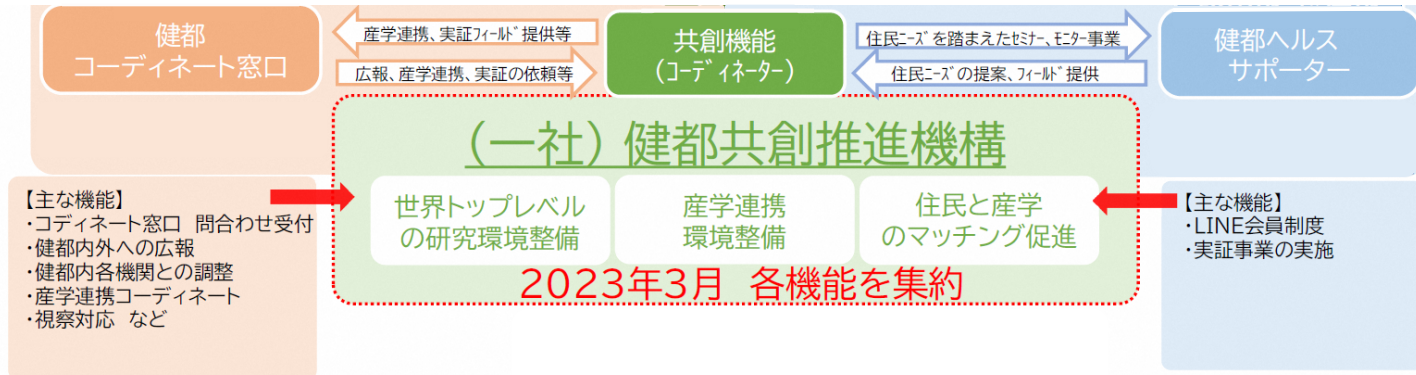 健都
コーディネート窓口
産学連携、実証フィールド提供等
広報、産学連携、実証の依頼等
共創機能
(コーディネーター)
住民ニーズを踏まえたセミナー、モニター事業
住民ニーズの提案、フィールド提供
健都ヘルス
サポーター
(一社)健都共創推進機構
世界トップレベル
の研究環境整備
産学連携
環境整備
住民と産学
のマッチング促進
2023年3月 各機能を集約
【主な機能】
・コディネート窓口 問合わせ受付
・健都内外への広報
・健都内各機関との調整
・産学連携コーディネート
・視察対応 など
【主な機能】
・LINE会員制度
・実証事業の実施